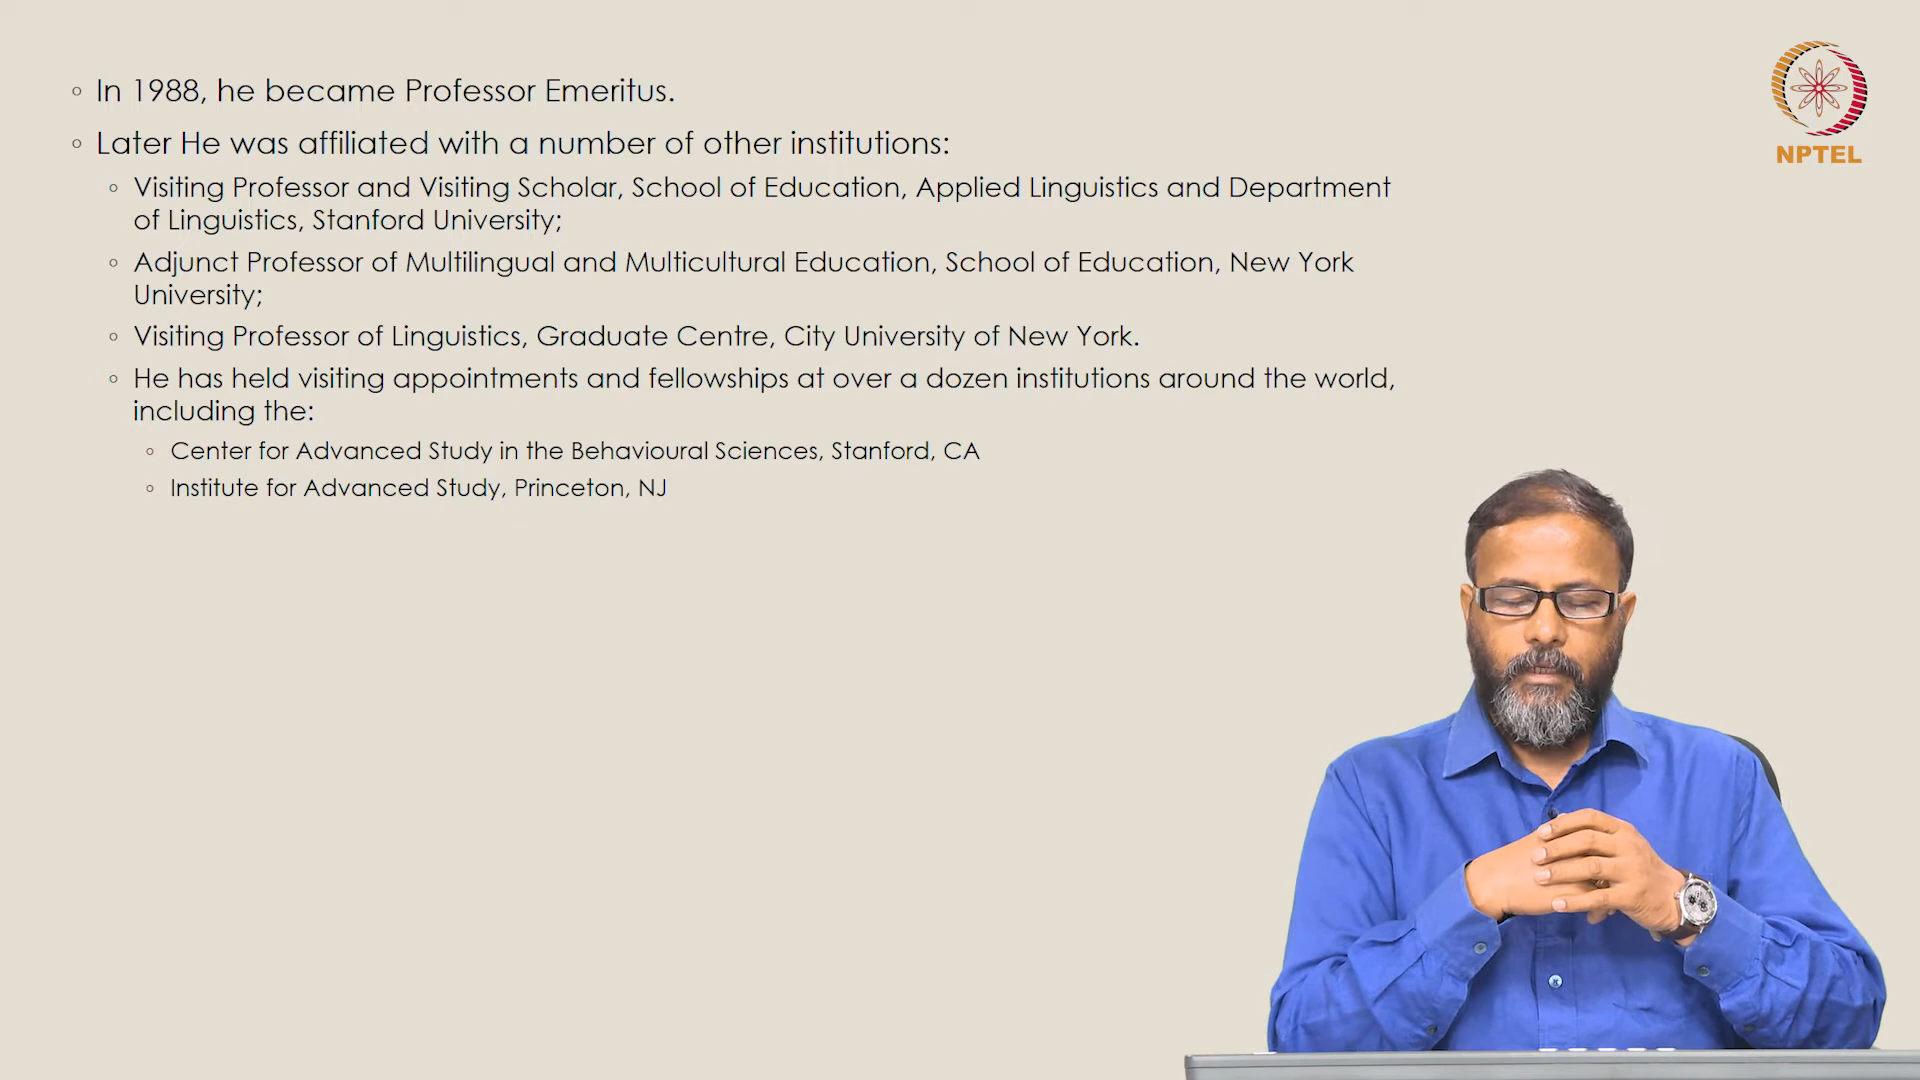 In 1988, he became Professor Emeritus.
Later He was affiliated with a number of other institutions:
Visiting Professor and Visiting Scholar, School of Education, Applied Linguistics and Department
of Linguistics, Stanford University;
Adjunct Professor of Multilingual and Multicultural Education, School of Education, New York
University;
Visiting Professor of Linguistics, Graduate Centre, City University of New York.
He has held visiting appointments and fellowships at over a dozen institutions around the world,
including the:
Center for Advanced Study in the Behavioural Sciences, Stanford, CA
Institute for Advanced Study, Princeton, NJ
NPTEL